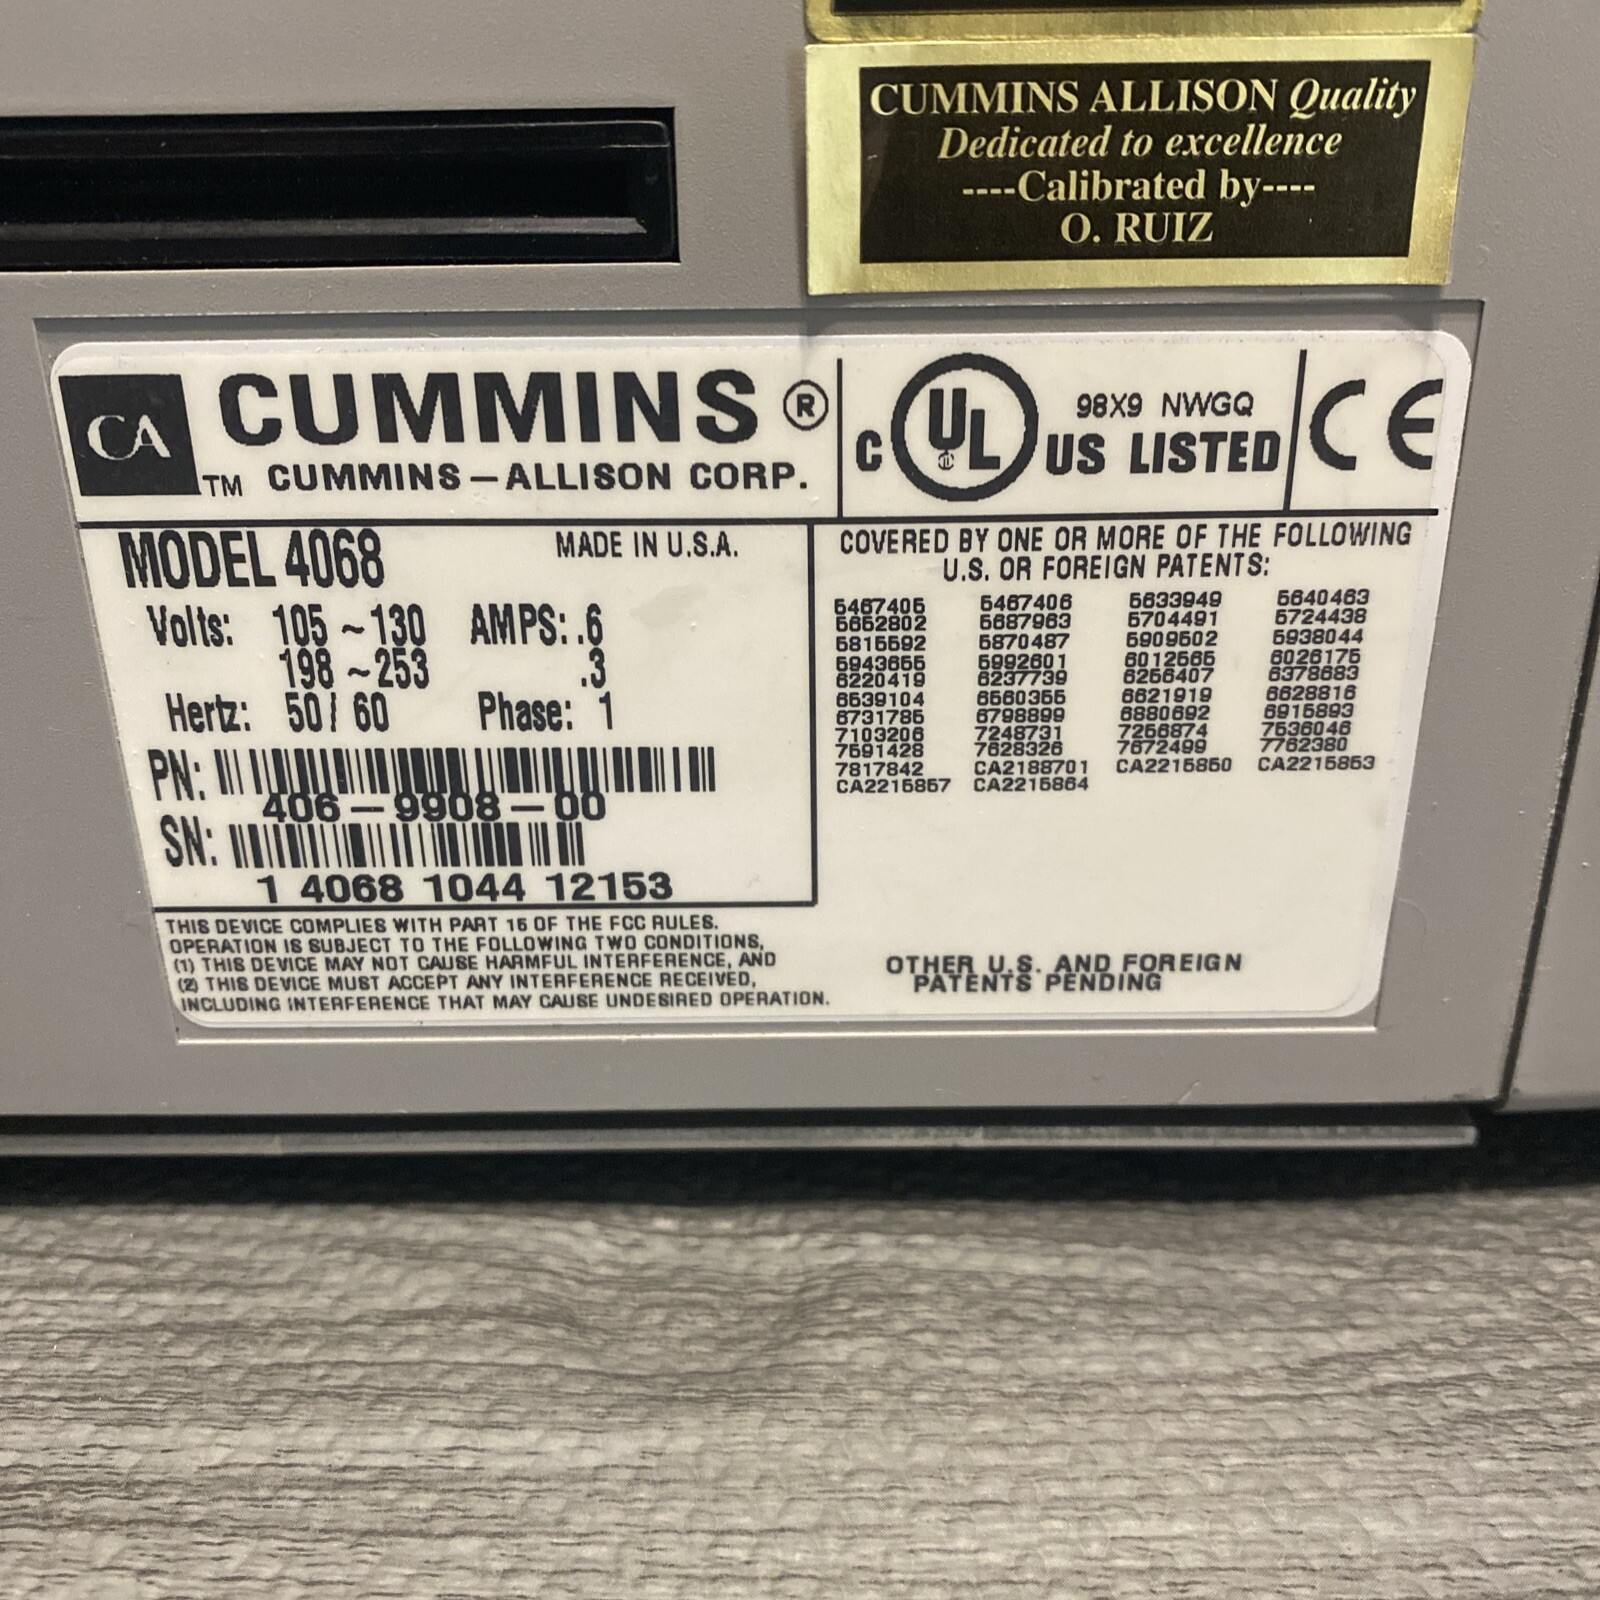 CUMMINS ALLISON Quality
Dedicated to excellence
----Calibrated by----
O. RUIZ
CA TM CUMMINS ®
CUMMINS-ALLISON CORP.
C UL US LISTED
98X9 NWGQ
CE
MODEL 4068 MADE IN U.S.A.
Volts: 105 ~ 130 AMPS: .6
198 ~ 253 .3
Hertz: 50/ 60 Phase: 1
PN:
406-9908-00
SN:
1 4068 1044 12153
THIS DEVICE COMPLIES WITH PART 15 OF THE FCC RULES.
OPERATION IS SUBJECT TO THE FOLLOWING TWO CONDITIONS,
(1) THIS DEVICE MAY NOT CAUSE HARMFUL INTERFERENCE, AND
(2) THIS DEVICE MUST ACCEPT ANY INTERFERENCE RECEIVED,
INCLUDING INTERFERENCE THAT MAY CAUSE UNDESIRED OPERATION.
COVERED BY ONE OR MORE OF THE FOLLOWING
U.S. OR FOREIGN PATENTS:
5467405 5467406 5633949 5640463
5652802 5687963 5704491 5724438
5815592 5870487 5909502 5938044
5943655 5992601 6012565 6026175
6220419 6237739 6256407 6378683
6539104 6560355 6621919 6628816
6731785 6798899 6880692 6915893
7103206 7248731 7256874 7536046
7591428 7628326 7672499 7762380
7817842 CA2188701 CA2215850 CA2215853
CA2215857 CA2215864
OTHER U.S. AND FOREIGN
PATENTS PENDING